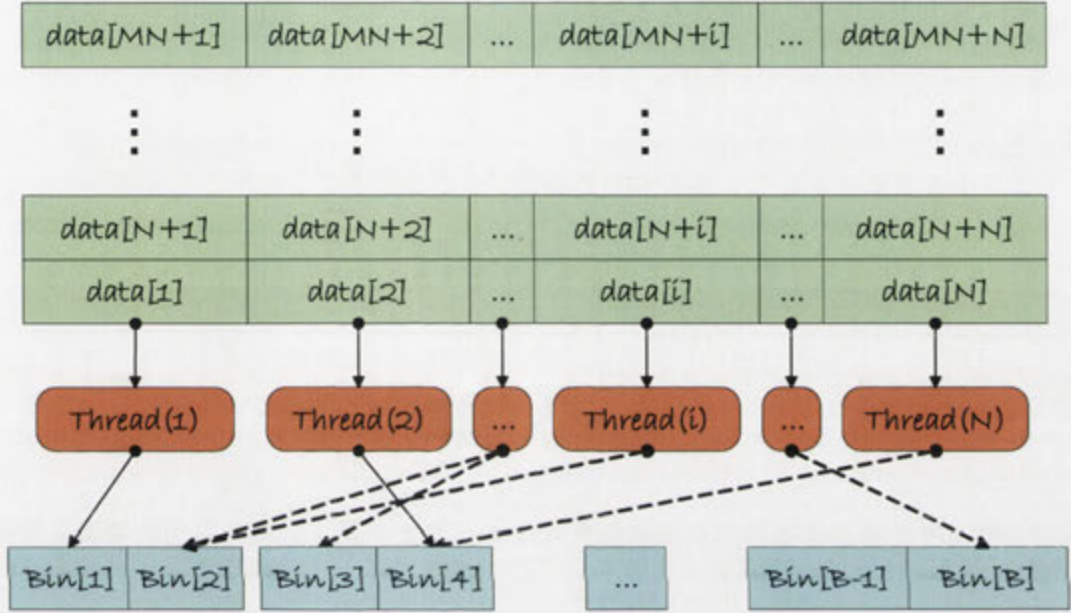 data[MN+1] data[MN+2] ... data[MN+i] ... data[MN+N]
data[N+1] data[N+2] ... data[N+i] ... data[N+N]
data[1] data[2] ... data[i] ... data[N]
Thread(1) Thread(2) ... Thread(i) ... Thread(N)
Bin[1] Bin[2] Bin[3] Bin[4] ... Bin[B-1] Bin[B]